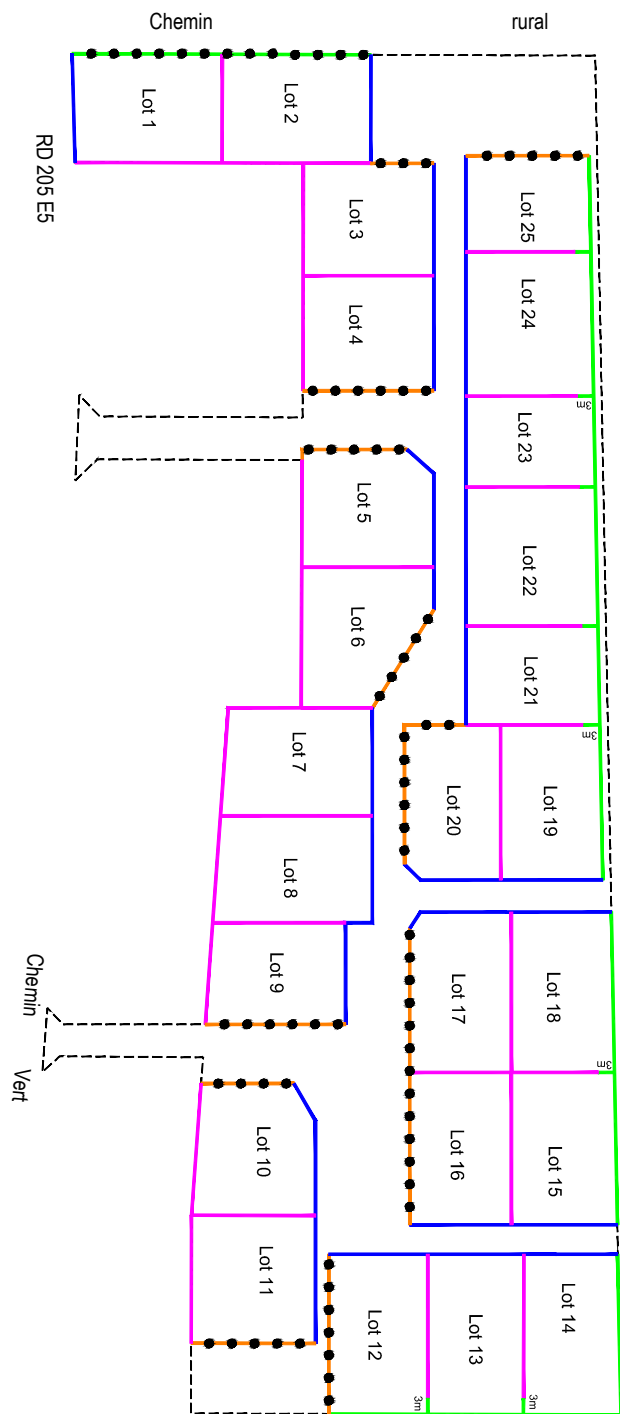 Chemin
rural
Lot 1
Lot 2
RD 205 E5
Lot 3
Lot 25
Lot 4
Lot 24
3m
Lot 23
Lot 5
Lot 22
Lot 6
Lot 21
3m
Lot 7
Lot 20
Lot 19
Lot 8
Lot 9
Lot 17
Lot 18
Chemin
Vert
3m
Lot 10
Lot 16
Lot 15
Lot 11
Lot 12
Lot 13
Lot 14
3m
3m